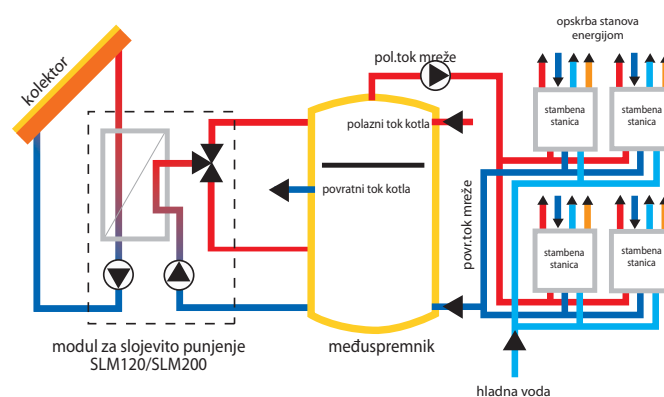 opskrba stanova
energijom
pol.tok mreže
kolektor
stambena
stanica
stambena
stanica
polazni tok kotla
povratni tok kotla
povr.tok mreže
stambena
stanica
stambena
stanica
modul za slojevito punjenje
SLM120/SLM200
međuspremnik
hladna voda